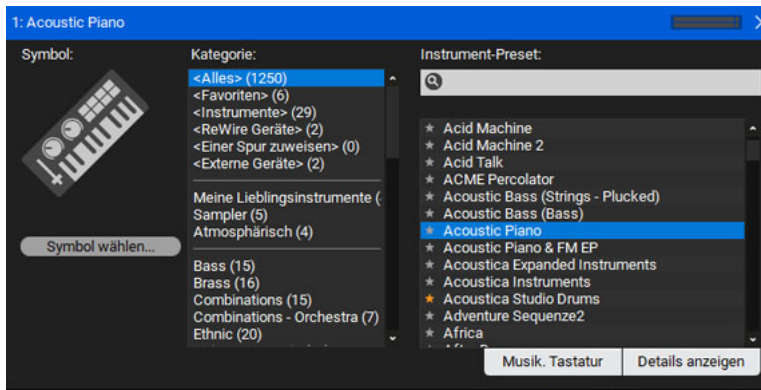 1: Acoustic Piano
Symbol:
Symbol wählen...
Kategorie:
<Alles> (1250)
<Favoriten> (6)
<Instrumente> (29)
<ReWire Geräte> (2)
<Einer Spur zuweisen> (0)
<Externe Geräte> (2)
Meine Lieblingsinstrumente (
Sampler (5)
Atmosphärisch (4)
Bass (15)
Brass (16)
Combinations (15)
Combinations - Orchestra (7)
Ethnic (20)
Instrument-Preset:
Acid Machine
Acid Machine 2
Acid Talk
ACME Percolator
Acoustic Bass (Strings - Plucked)
Acoustic Bass (Bass)
Acoustic Piano
Acoustic Piano & FM EP
Acoustica Expanded Instruments
Acoustica Instruments
Acoustica Studio Drums
Adventure Sequenze2
Africa
Musik. Tastatur
Details anzeigen